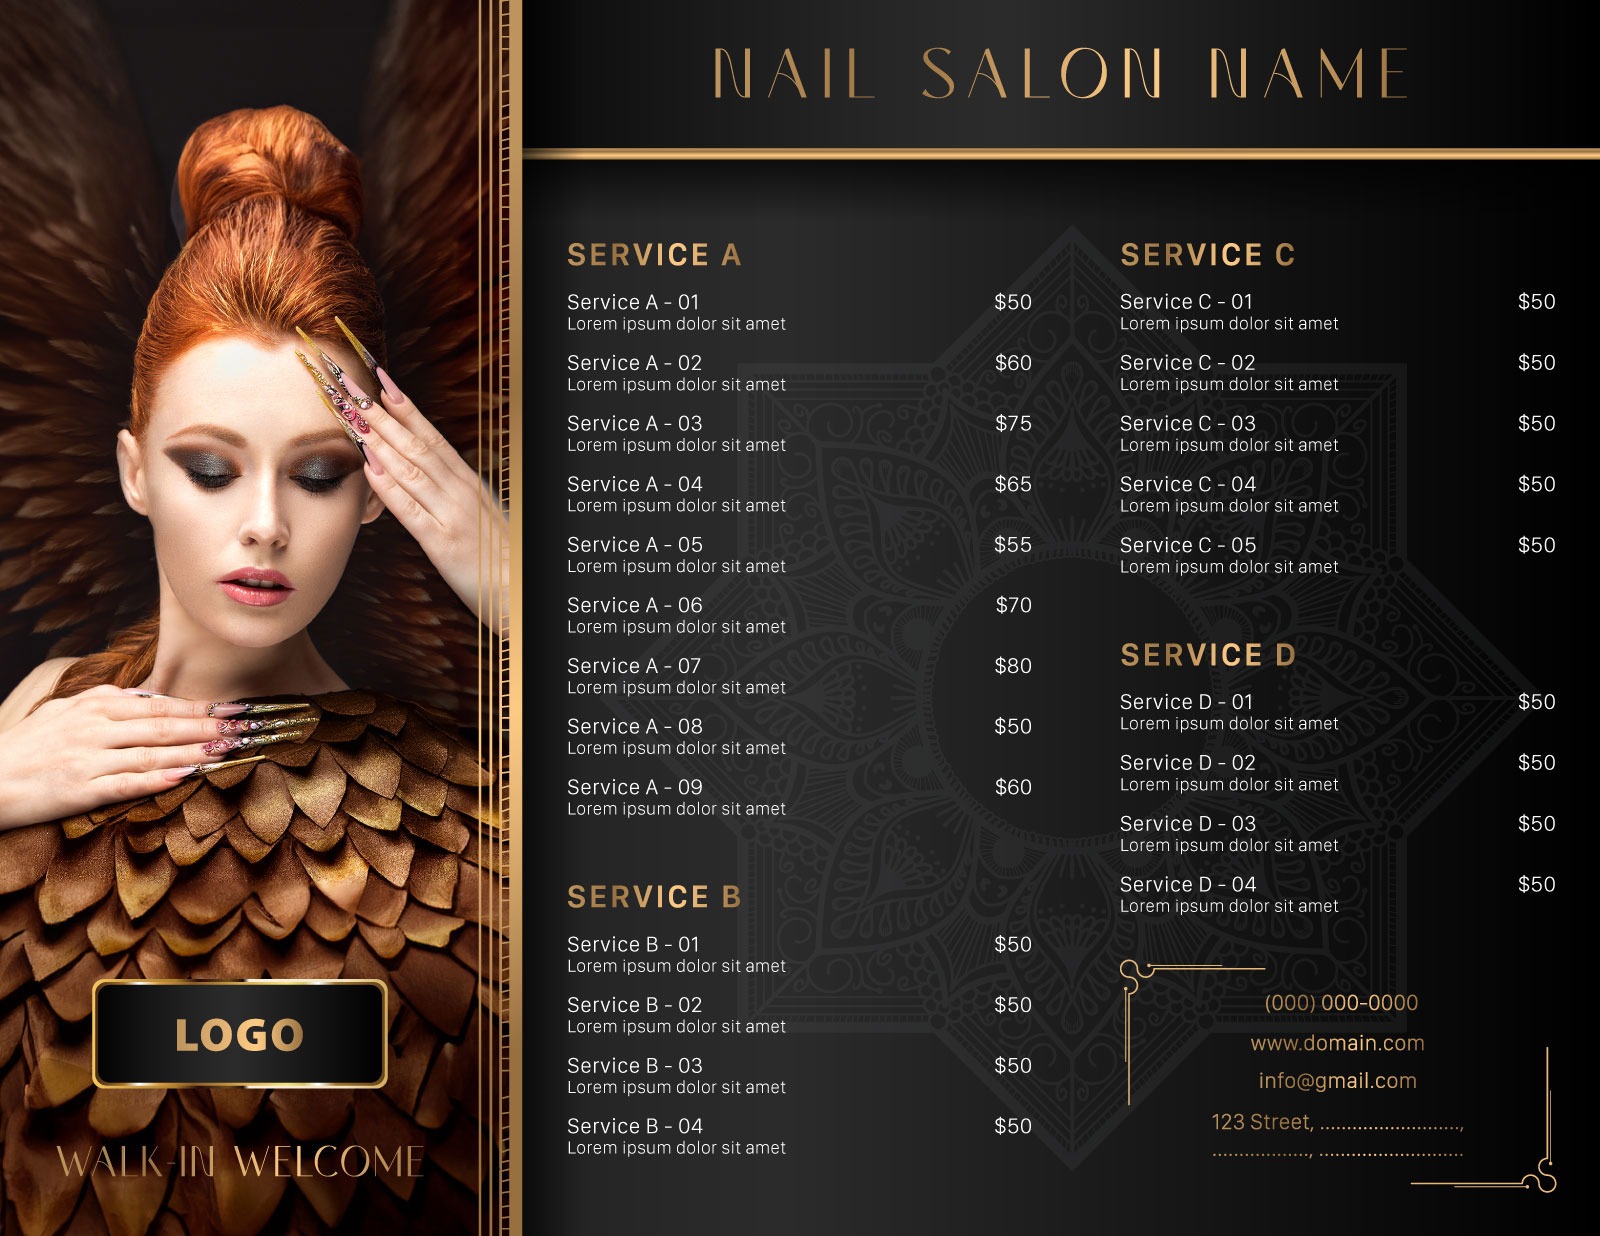 NAIL SALON NAME
SERVICE A
Service A - 01 $50
Lorem ipsum dolor sit amet
Service A - 02 $60
Lorem ipsum dolor sit amet
Service A - 03 $75
Lorem ipsum dolor sit amet
Service A - 04 $65
Lorem ipsum dolor sit amet
Service A - 05 $55
Lorem ipsum dolor sit amet
Service A - 06 $70
Lorem ipsum dolor sit amet
Service A - 07 $80
Lorem ipsum dolor sit amet
Service A - 08 $50
Lorem ipsum dolor sit amet
Service A - 09 $60
Lorem ipsum dolor sit amet
SERVICE B
Service B - 01 $50
Lorem ipsum dolor sit amet
Service B - 02 $50
Lorem ipsum dolor sit amet
Service B - 03 $50
Lorem ipsum dolor sit amet
Service B - 04 $50
Lorem ipsum dolor sit amet
SERVICE C
Service C - 01 $50
Lorem ipsum dolor sit amet
Service C - 02 $50
Lorem ipsum dolor sit amet
Service C - 03 $50
Lorem ipsum dolor sit amet
Service C - 04 $50
Lorem ipsum dolor sit amet
Service C - 05 $50
Lorem ipsum dolor sit amet
SERVICE D
Service D - 01 $50
Lorem ipsum dolor sit amet
Service D - 02 $50
Lorem ipsum dolor sit amet
Service D - 03 $50
Lorem ipsum dolor sit amet
Service D - 04 $50
Lorem ipsum dolor sit amet
(000) 000-0000
www.domain.com
info@gmail.com
123 Street, .........................,
................., .........................
LOGO
WALK-IN WELCOME